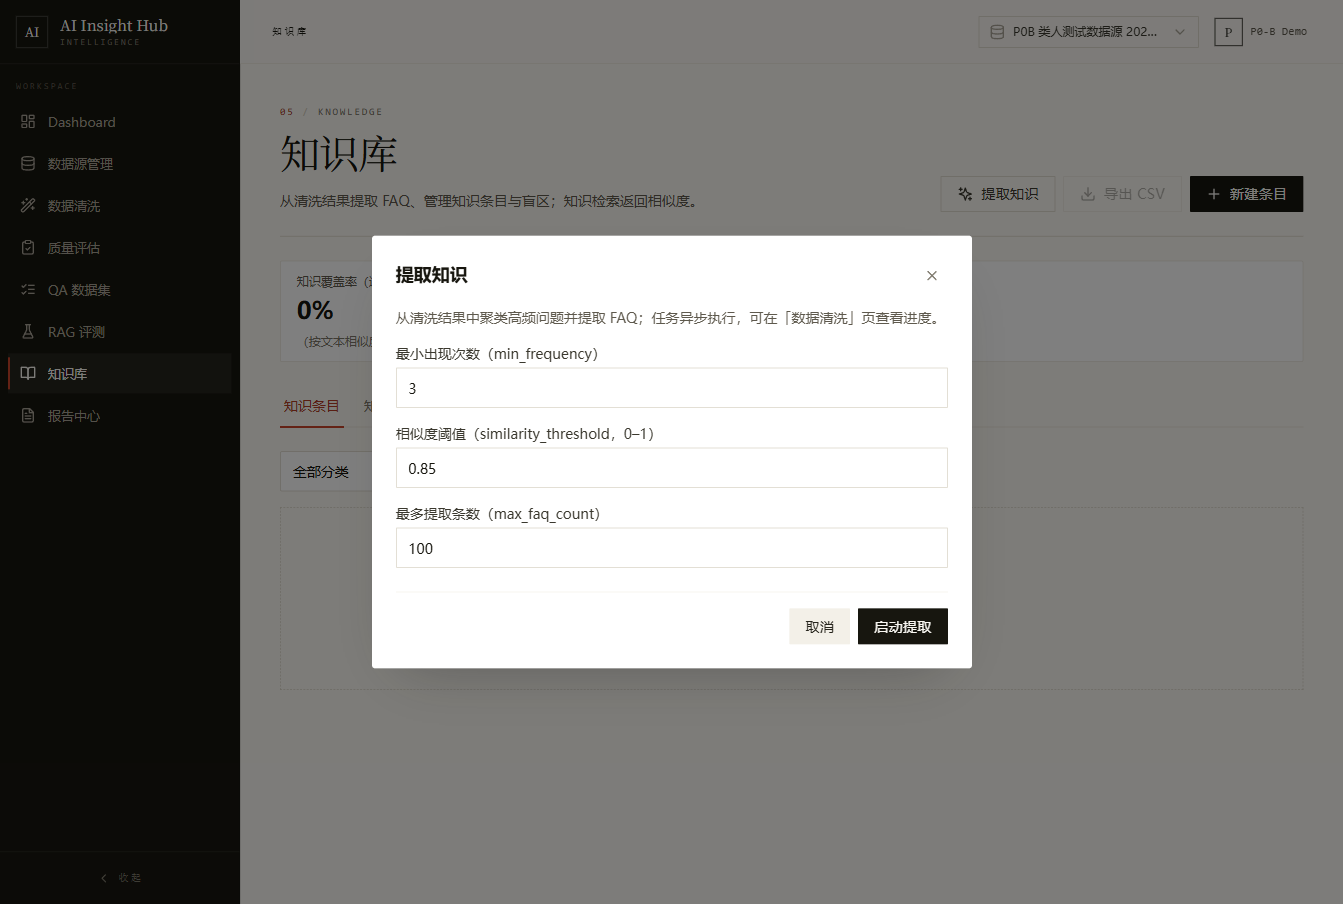 AI
AI Insight Hub
INTELLIGENCE
WORKSPACE
Dashboard
数据源管理
数据清洗
质量评估
QA 数据集
RAG 评测
知识库
报告中心
收起
知识库
P0B 类人测试数据源 202...
P
P0-B Demo
05 / KNOWLEDGE
知识库
从清洗结果提取 FAQ、管理知识条目与盲区；知识检索返回相似度。
提取知识
导出 CSV
新建条目
知识覆盖率
0%
（按文本相似
知识条目
全部分类
提取知识
从清洗结果中聚类高频问题并提取 FAQ；任务异步执行，可在「数据清洗」页查看进度。
最小出现次数（min_frequency）
3
相似度阈值（similarity_threshold，0–1）
0.85
最多提取条数（max_faq_count）
100
取消
启动提取